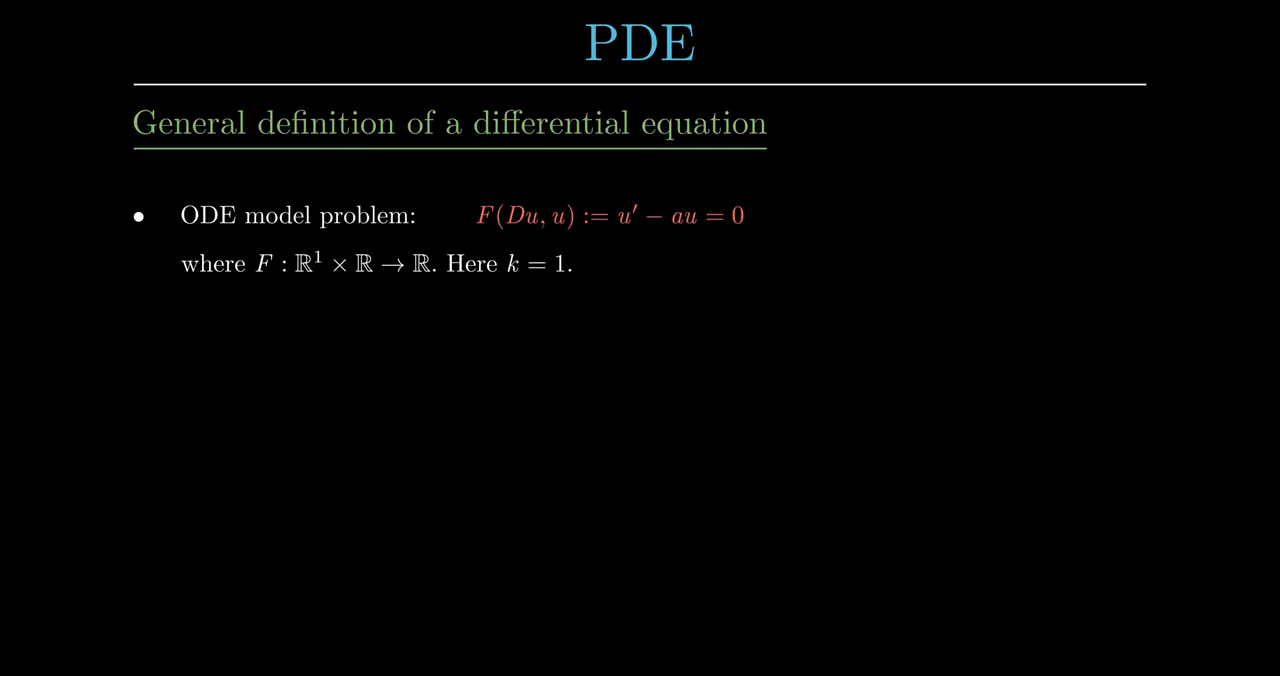 PDE
General definition of a differential equation
• ODE model problem: F(Du, u) := u′ − au = 0
where F : ℝ¹ × ℝ → ℝ. Here k = 1.